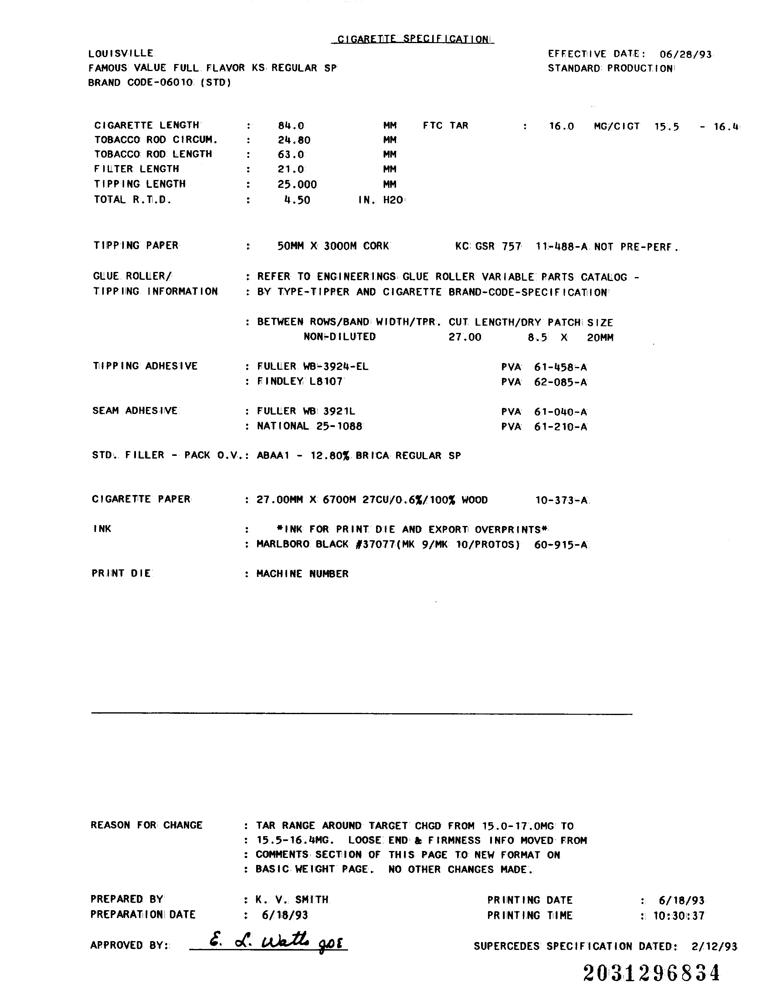 CIGARETTE SPECIFICATION
LOUISVILLE EFFECTIVE DATE: 06/28/93
FAMOUS VALUE FULL FLAVOR KS REGULAR SP STANDARD PRODUCTION
BRAND CODE-06010 (STD)
CIGARETTE LENGTH : 84.0 MM FTC TAR : 16.0 MG/CIGT 15.5 - 16.4
TOBACCO ROD CIRCUM. : 24.80 MM
TOBACCO ROD LENGTH : 63.0 MM
FILTER LENGTH : 21.0 MM
TIPPING LENGTH : 25.000 MM
TOTAL R.T.D. : 4.50 IN. H2O
TIPPING PAPER : 50MM X 3000M CORK KC GSR 757 11-488-A NOT PRE-PERF.
GLUE ROLLER/ : REFER TO ENGINEERINGS GLUE ROLLER VARIABLE PARTS CATALOG -
TIPPING INFORMATION : BY TYPE-TIPPER AND CIGARETTE BRAND-CODE-SPECIFICATION
: BETWEEN ROWS/BAND WIDTH/TPR. CUT LENGTH/DRY PATCH SIZE
NON-DILUTED 27.00 8.5 X 20MM
TIPPING ADHESIVE : FULLER WB-3924-EL PVA 61-458-A
: FINDLEY L8107 PVA 62-085-A
SEAM ADHESIVE : FULLER WB 3921L PVA 61-040-A
: NATIONAL 25-1088 PVA 61-210-A
STD. FILLER - PACK O.V.: ABAA1 - 12.80% BRICA REGULAR SP
CIGARETTE PAPER : 27.00MM X 6700M 27CU/0.6%/100% WOOD 10-373-A
INK : *INK FOR PRINT DIE AND EXPORT OVERPRINTS*
: MARLBORO BLACK #37077(MK 9/MK 10/PROTOS) 60-915-A
PRINT DIE : MACHINE NUMBER
REASON FOR CHANGE : TAR RANGE AROUND TARGET CHGD FROM 15.0-17.0MG TO
: 15.5-16.4MG. LOOSE END & FIRMNESS INFO MOVED FROM
: COMMENTS SECTION OF THIS PAGE TO NEW FORMAT ON
: BASIC WEIGHT PAGE. NO OTHER CHANGES MADE.
PREPARED BY : K. V. SMITH PRINTING DATE : 6/18/93
PREPARATION DATE : 6/18/93 PRINTING TIME : 10:30:37
APPROVED BY: E. L. Watts SUPERCEDES SPECIFICATION DATED: 2/12/93
2031296834